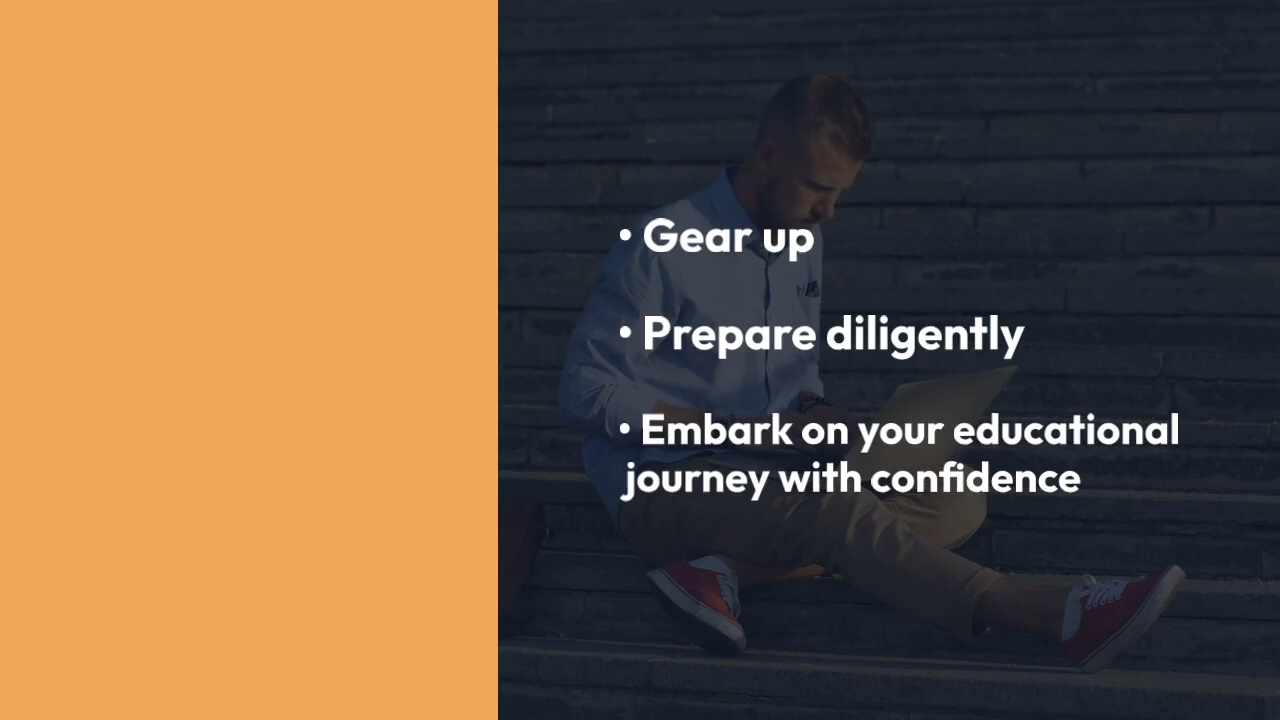 • Gear up
• Prepare diligently
• Embark on your educational
journey with confidence